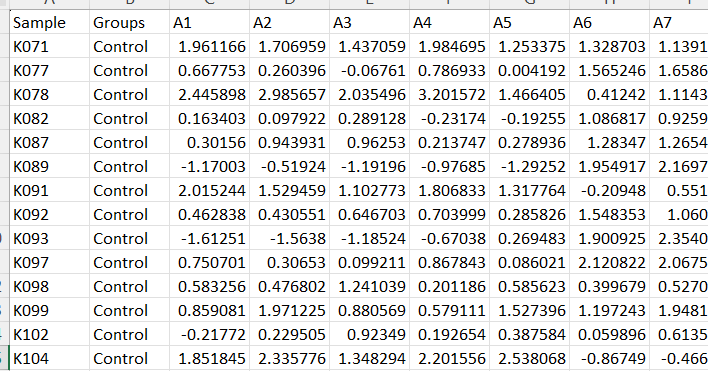 Sample Groups A1 A2 A3 A4 A5 A6 A7
K071 Control 1.961166 1.706959 1.437059 1.984695 1.253375 1.328703 1.1391
K077 Control 0.667753 0.260396 -0.06761 0.786933 0.004192 1.565246 1.6586
K078 Control 2.445898 2.985657 2.035496 3.201572 1.466405 0.41242 1.1143
K082 Control 0.163403 0.097922 0.289128 -0.23174 -0.19255 1.086817 0.9259
K087 Control 0.30156 0.943931 0.96253 0.213747 0.278936 1.28347 1.2654
K089 Control -1.17003 -0.51924 -1.19196 -0.97685 -1.29252 1.954917 2.1697
K091 Control 2.015244 1.529459 1.102773 1.806833 1.317764 -0.20948 0.551
K092 Control 0.462838 0.430551 0.646703 0.703999 0.285826 1.548353 1.060
K093 Control -1.61251 -1.5638 -1.18524 -0.67038 0.269483 1.900925 2.3540
K097 Control 0.750701 0.30653 0.099211 0.867843 0.086021 2.120822 2.0675
K098 Control 0.583256 0.476802 1.241039 0.201186 0.585623 0.399679 0.5270
K099 Control 0.859081 1.971225 0.880569 0.579111 1.527396 1.197243 1.9481
K102 Control -0.21772 0.229505 0.92349 0.192654 0.387584 0.059896 0.6135
K104 Control 1.851845 2.335776 1.348294 2.201556 2.538068 -0.86749 -0.466